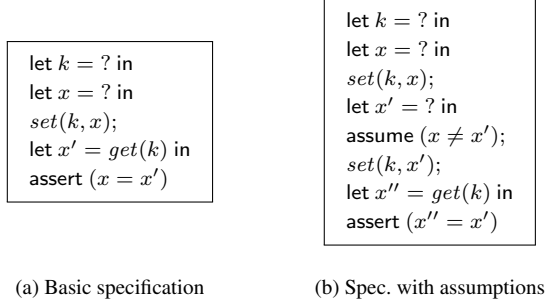 let k = ? in
let x = ? in
set(k, x);
let x′ = get(k) in
assert (x = x′)
(a) Basic specification
let k = ? in
let x = ? in
set(k, x);
let x′ = ? in
assume (x ≠ x′);
set(k, x′);
let x′′ = get(k) in
assert (x′′ = x′)
(b) Spec. with assumptions